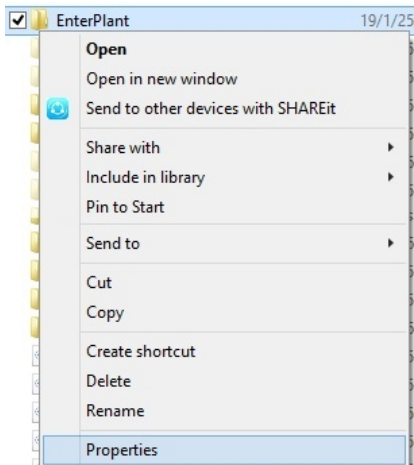 EnterPlant 19/1/25
Open
Open in new window
Send to other devices with SHAREit
Share with
Include in library
Pin to Start
Send to
Cut
Copy
Create shortcut
Delete
Rename
Properties